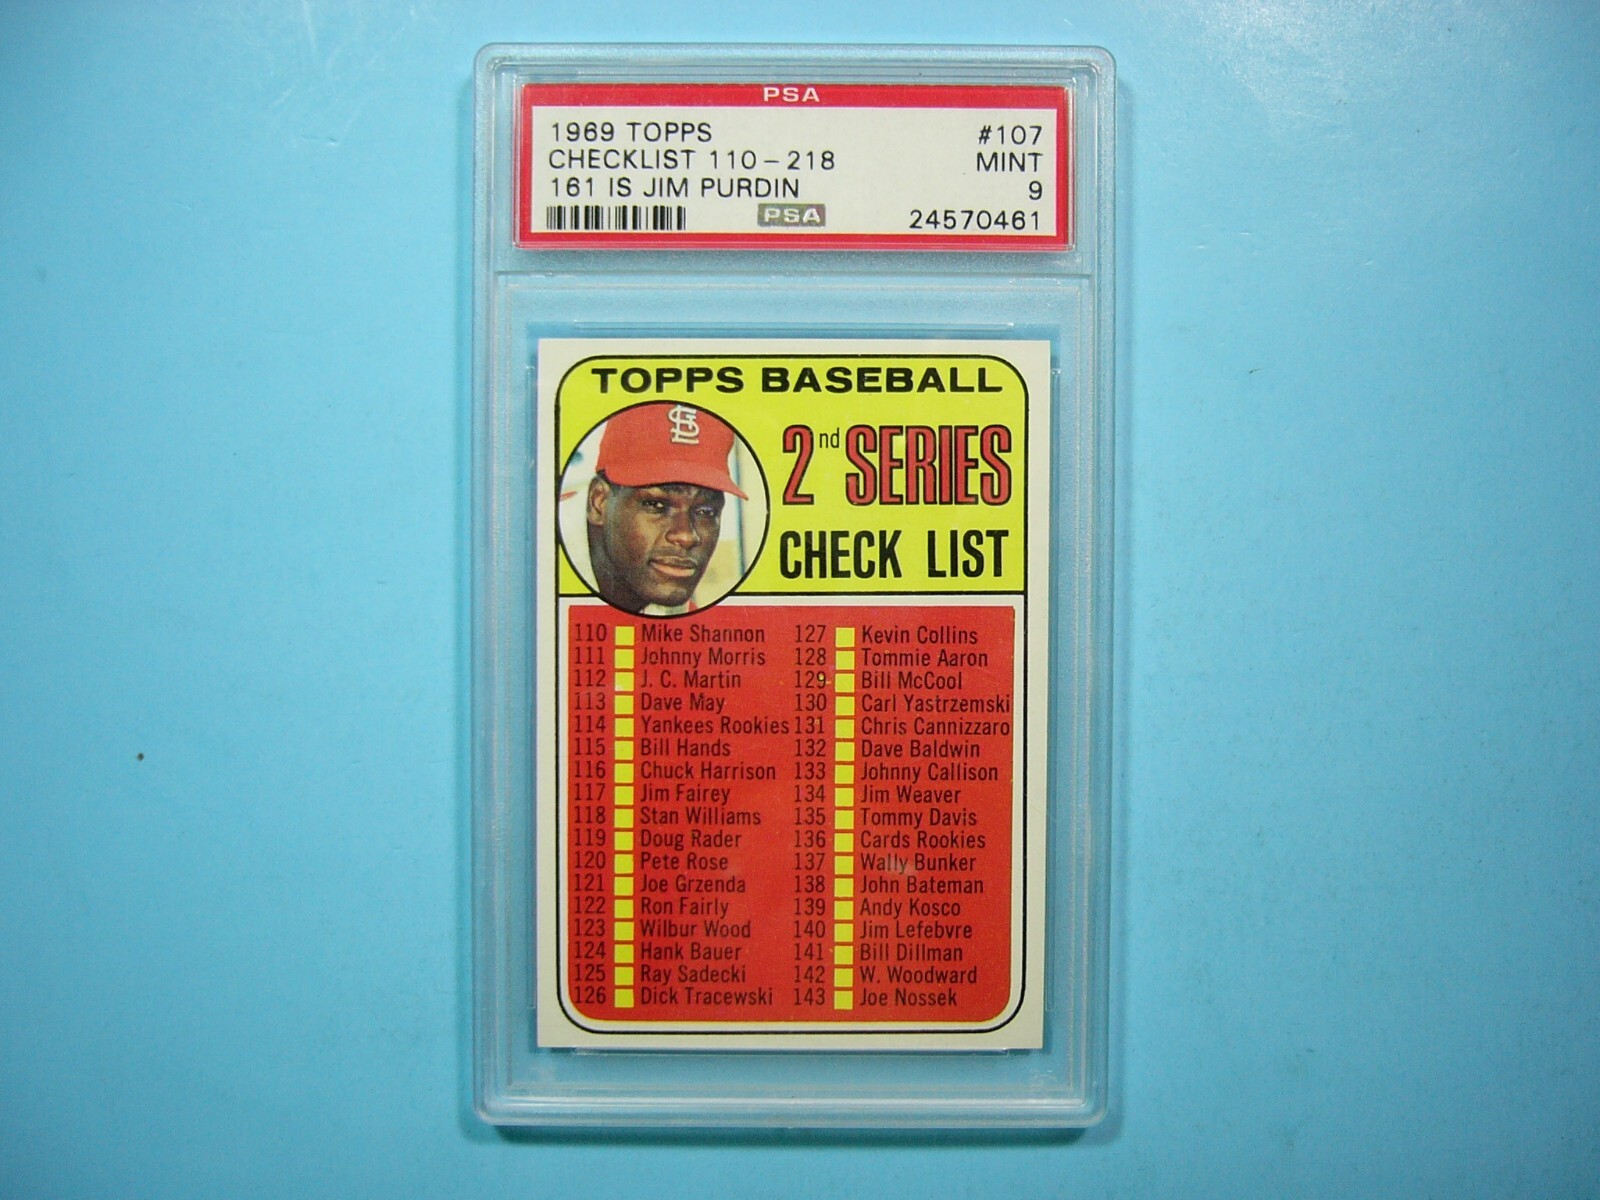 PSA
1969 TOPPS #107
CHECKLIST 110-218 MINT
161 IS JIM PURDIN 9
PSA 24570461
TOPPS BASEBALL
StL
2nd SERIES
CHECK LIST
110 Mike Shannon 127 Kevin Collins
111 Johnny Morris 128 Tommie Aaron
112 J. C. Martin 129 Bill McCool
113 Dave May 130 Carl Yastrzemski
114 Yankees Rookies 131 Chris Cannizzaro
115 Bill Hands 132 Dave Baldwin
116 Chuck Harrison 133 Johnny Callison
117 Jim Fairey 134 Jim Weaver
118 Stan Williams 135 Tommy Davis
119 Doug Rader 136 Cards Rookies
120 Pete Rose 137 Wally Bunker
121 Joe Grzenda 138 John Bateman
122 Ron Fairly 139 Andy Kosco
123 Wilbur Wood 140 Jim Lefebvre
124 Hank Bauer 141 Bill Dillman
125 Ray Sadecki 142 W. Woodward
126 Dick Tracewski 143 Joe Nossek